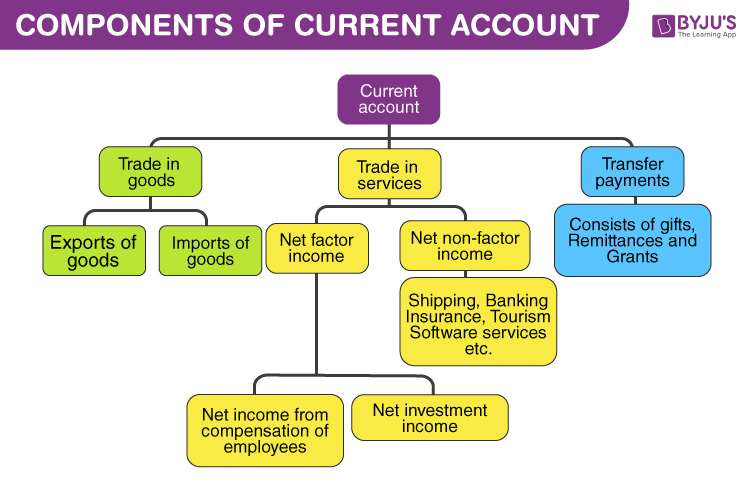 COMPONENTS OF CURRENT ACCOUNT
BYJU'S
The Learning App
Current
account
Trade in
goods
Trade in
services
Transfer
payments
Exports of
goods
Imports of
goods
Net factor
income
Net non-factor
income
Consists of gifts,
Remittances and
Grants
Shipping, Banking
Insurance, Tourism
Software services
etc.
Net income from
compensation of
employees
Net investment
income